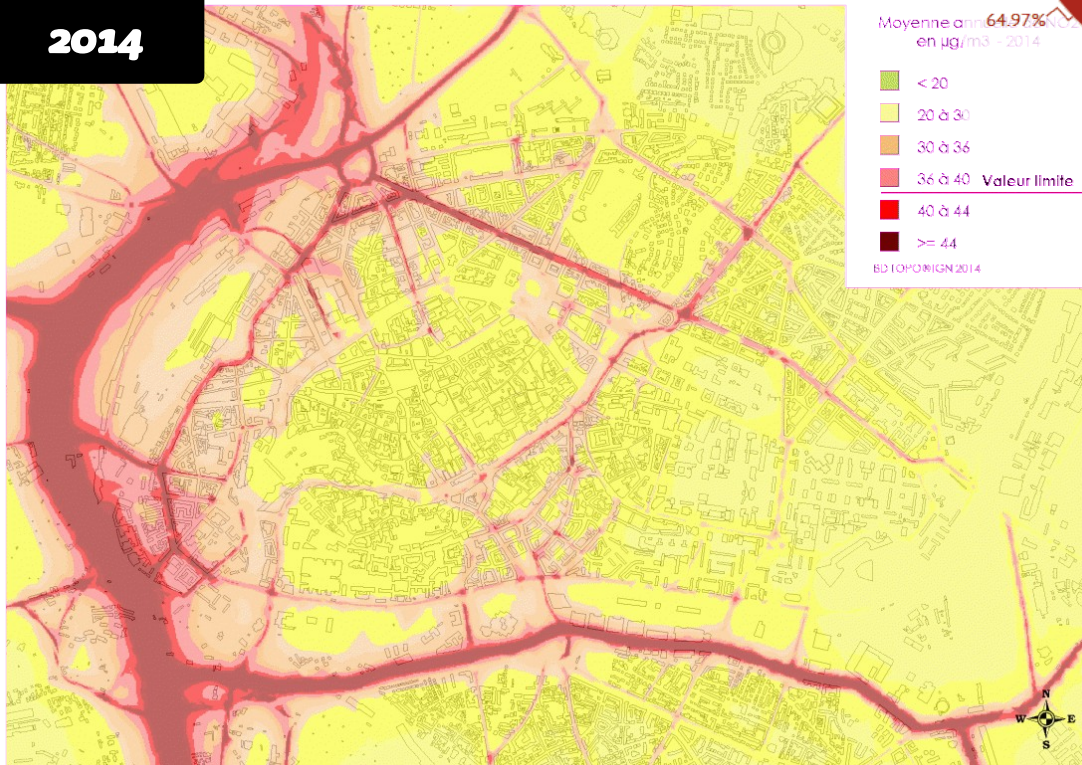 2014
64.97%
Moyenne
en µg/m3 - 2014
< 20
20 à 30
30 à 36
36 à 40 Valeur limite
40 à 44
>= 44
BD TOPO®IGN 2014
N
W E
S